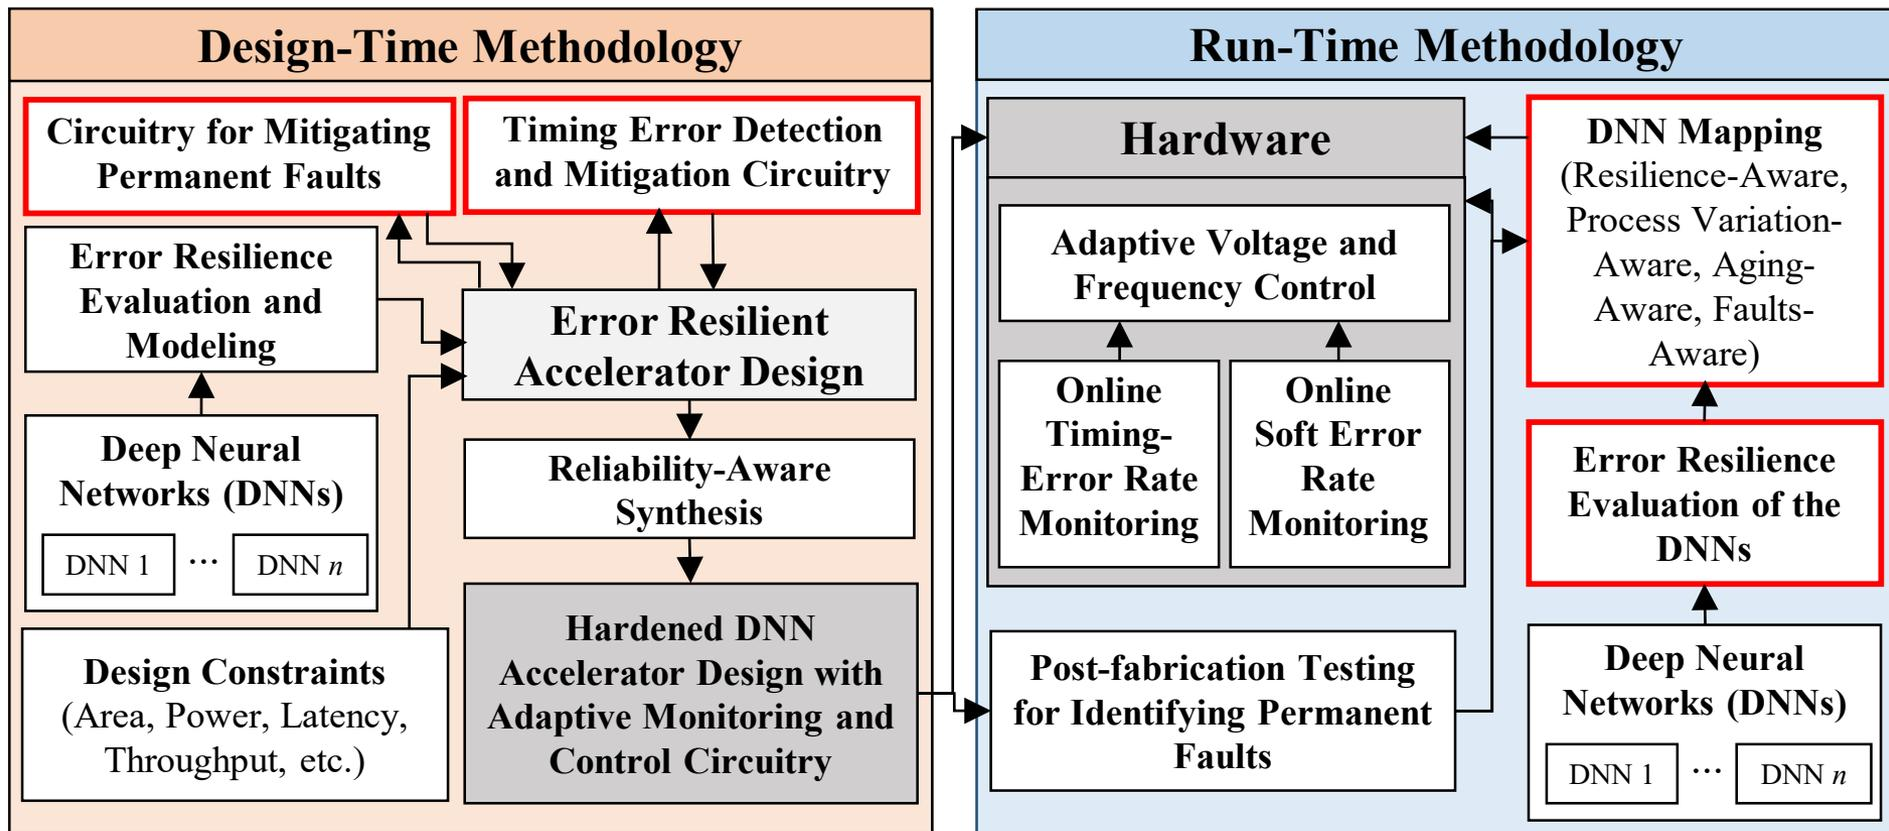 Design-Time Methodology
Circuitry for Mitigating
Permanent Faults
Timing Error Detection
and Mitigation Circuitry
Error Resilience
Evaluation and
Modeling
Error Resilient
Accelerator Design
Deep Neural
Networks (DNNs)
DNN 1 ... DNN n
Reliability-Aware
Synthesis
Design Constraints
(Area, Power, Latency,
Throughput, etc.)
Hardened DNN
Accelerator Design with
Adaptive Monitoring and
Control Circuitry
Run-Time Methodology
Hardware
Adaptive Voltage and
Frequency Control
Online
Timing-
Error Rate
Monitoring
Online
Soft Error
Rate
Monitoring
Post-fabrication Testing
for Identifying Permanent
Faults
DNN Mapping
(Resilience-Aware,
Process Variation-
Aware, Aging-
Aware, Faults-
Aware)
Error Resilience
Evaluation of the
DNNs
Deep Neural
Networks (DNNs)
DNN 1 ... DNN n